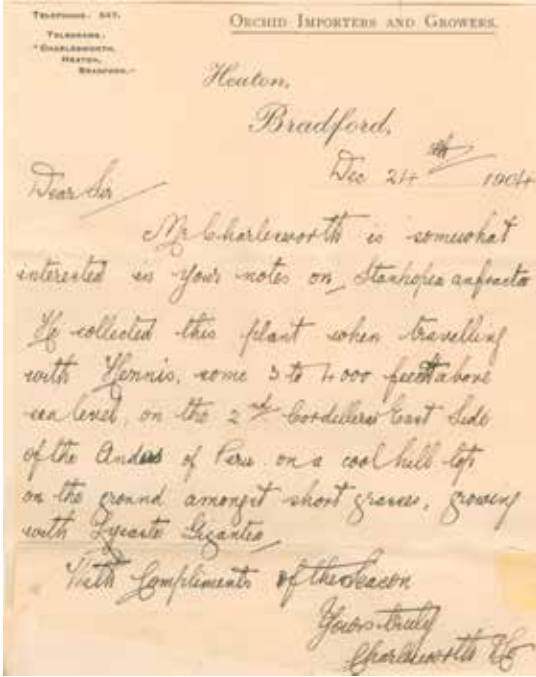 TELEPHONE: 547.
TELEGRAMS:
"CHARLESWORTH,
HEATON,
BRADFORD."
ORCHID IMPORTERS AND GROWERS.
Heaton,
Bradford,
Dec 24th 1904
Dear Sir
Mr Charlesworth is somewhat
interested in your notes on Stanhopea anfracta
He collected this plant when travelling
with Hennis, some 3 to 4000 feet above
sea level, on the 2nd Cordilleras East Side
of the Andes of Peru on a cool hill top
on the ground amongst short grasses, growing
with Lycaste Gigantea
With Compliments of the Season
Yours truly
Charlesworth & Co